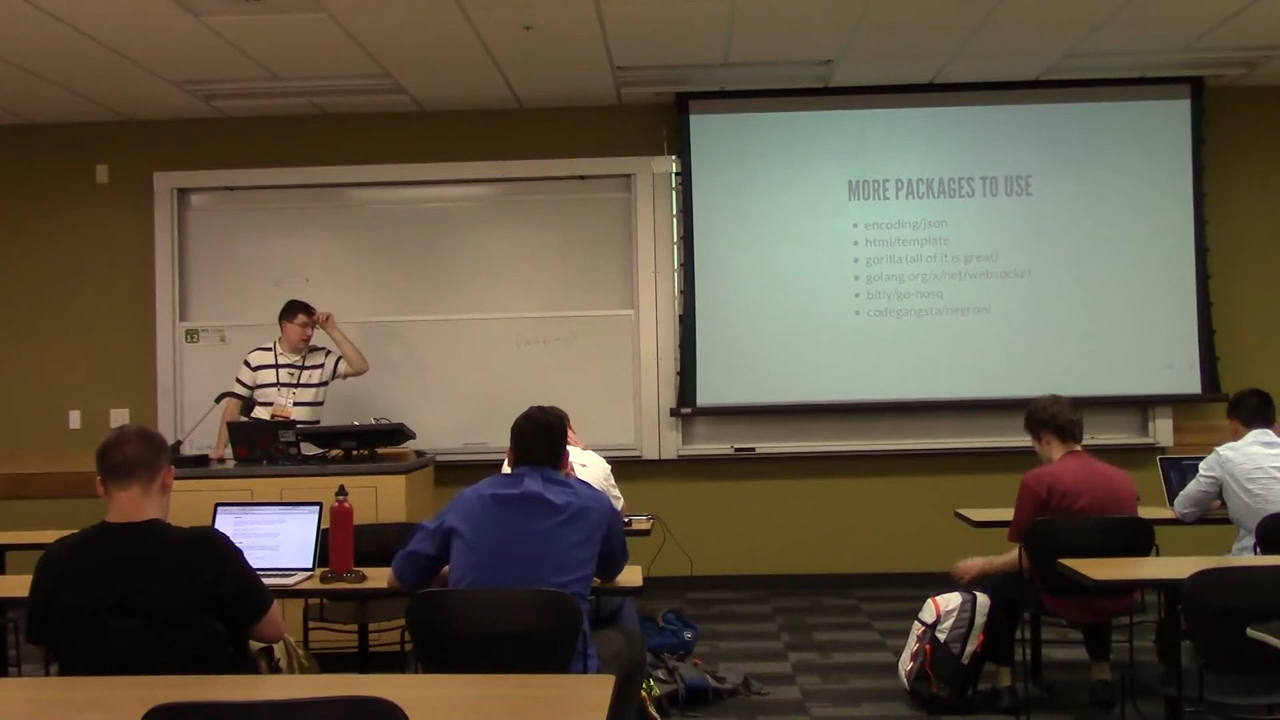 MORE PACKAGES TO USE
encoding/json
html/template
gorilla (all of it is great)
golang.org/x/net/websocket
bitly/go-nosq
codegangsta/negroni